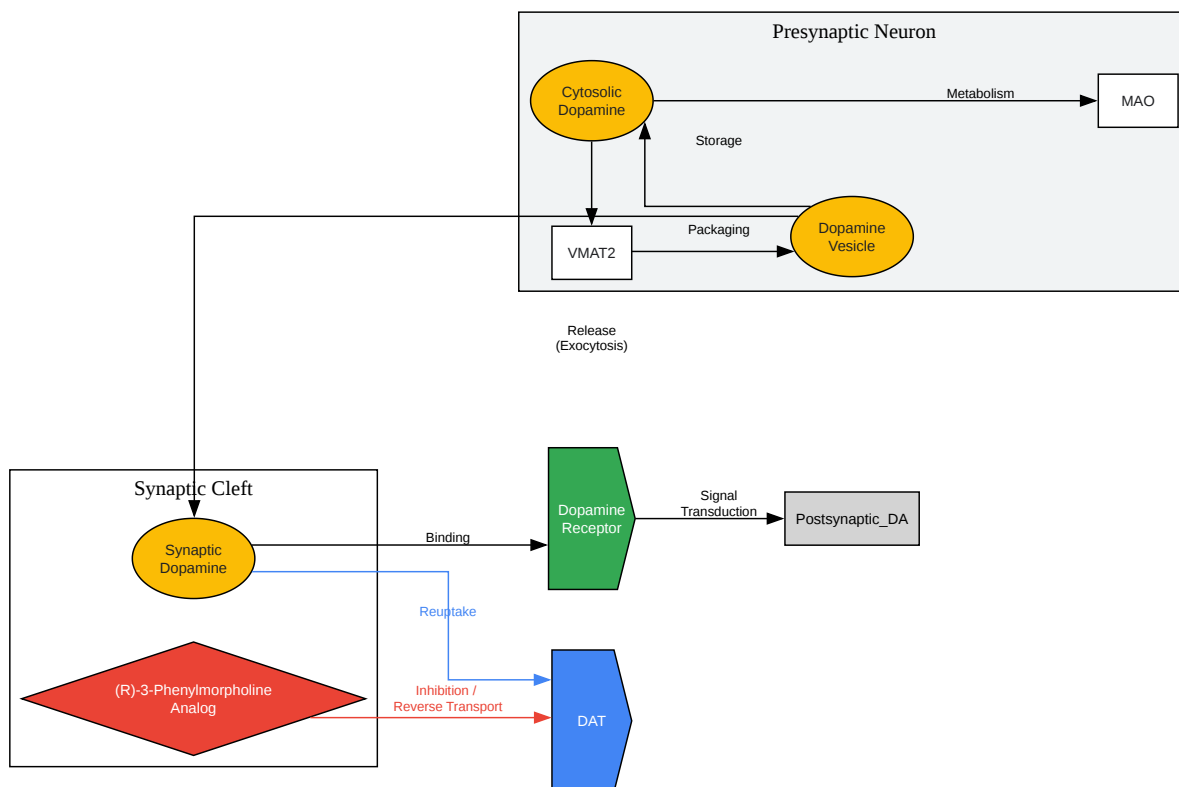 Presynaptic Neuron
Cytosolic
Dopamine
Metabolism
MAO
Storage
Packaging
Dopamine
Vesicle
VMAT2
Release
(Exocytosis)
Synaptic Cleft
Dopamine
Receptor
Signal
Transduction
Postsynaptic_DA
Binding
Synaptic
Dopamine
Reuptake
(R)-3-Phenylmorpholine
Analog
Inhibition /
Reverse Transport
DAT